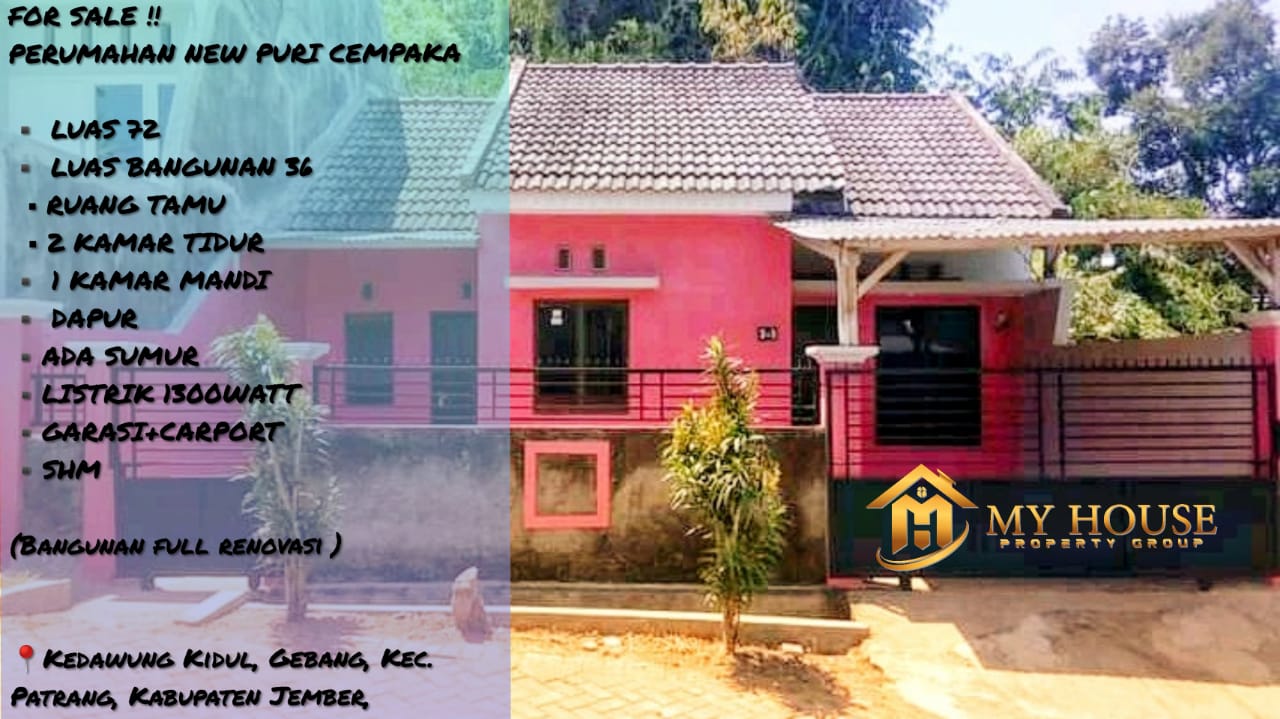 FOR SALE !!
PERUMAHAN NEW PURI CEMPAKA
▪ LUAS 72
▪ LUAS BANGUNAN 36
▪ RUANG TAMU
▪ 2 KAMAR TIDUR
▪ 1 KAMAR MANDI
▪ DAPUR
▪ ADA SUMUR
▪ LISTRIK 1300WATT
▪ GARASI+CARPORT
▪ SHM
(BANGUNAN FULL RENOVASI )
📍KEDAWUNG KIDUL, GEBANG, KEC.
PATRANG, KABUPATEN JEMBER,
MY HOUSE
PROPERTY GROUP